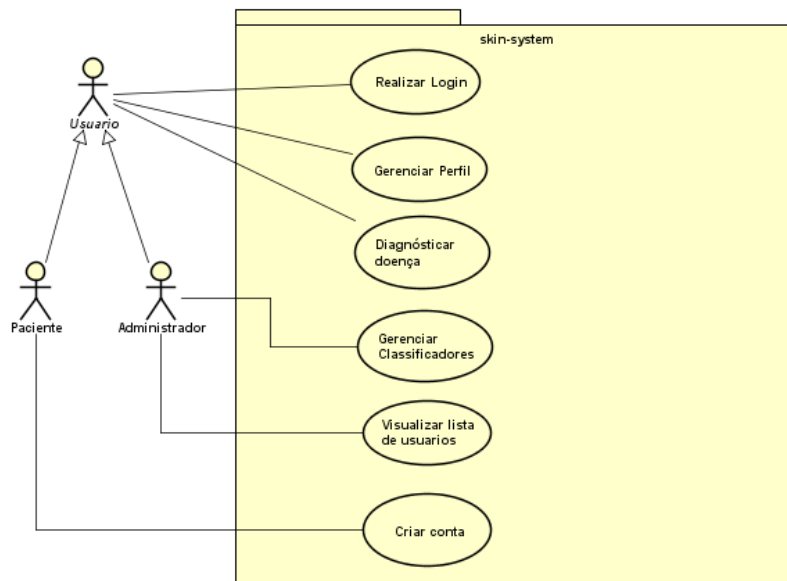 skin-system
Realizar Login
Usuario
Gerenciar Perfil
Diagnósticar
doença
Paciente
Administrador
Gerenciar
Classificadores
Visualizar lista
de usuarios
Criar conta